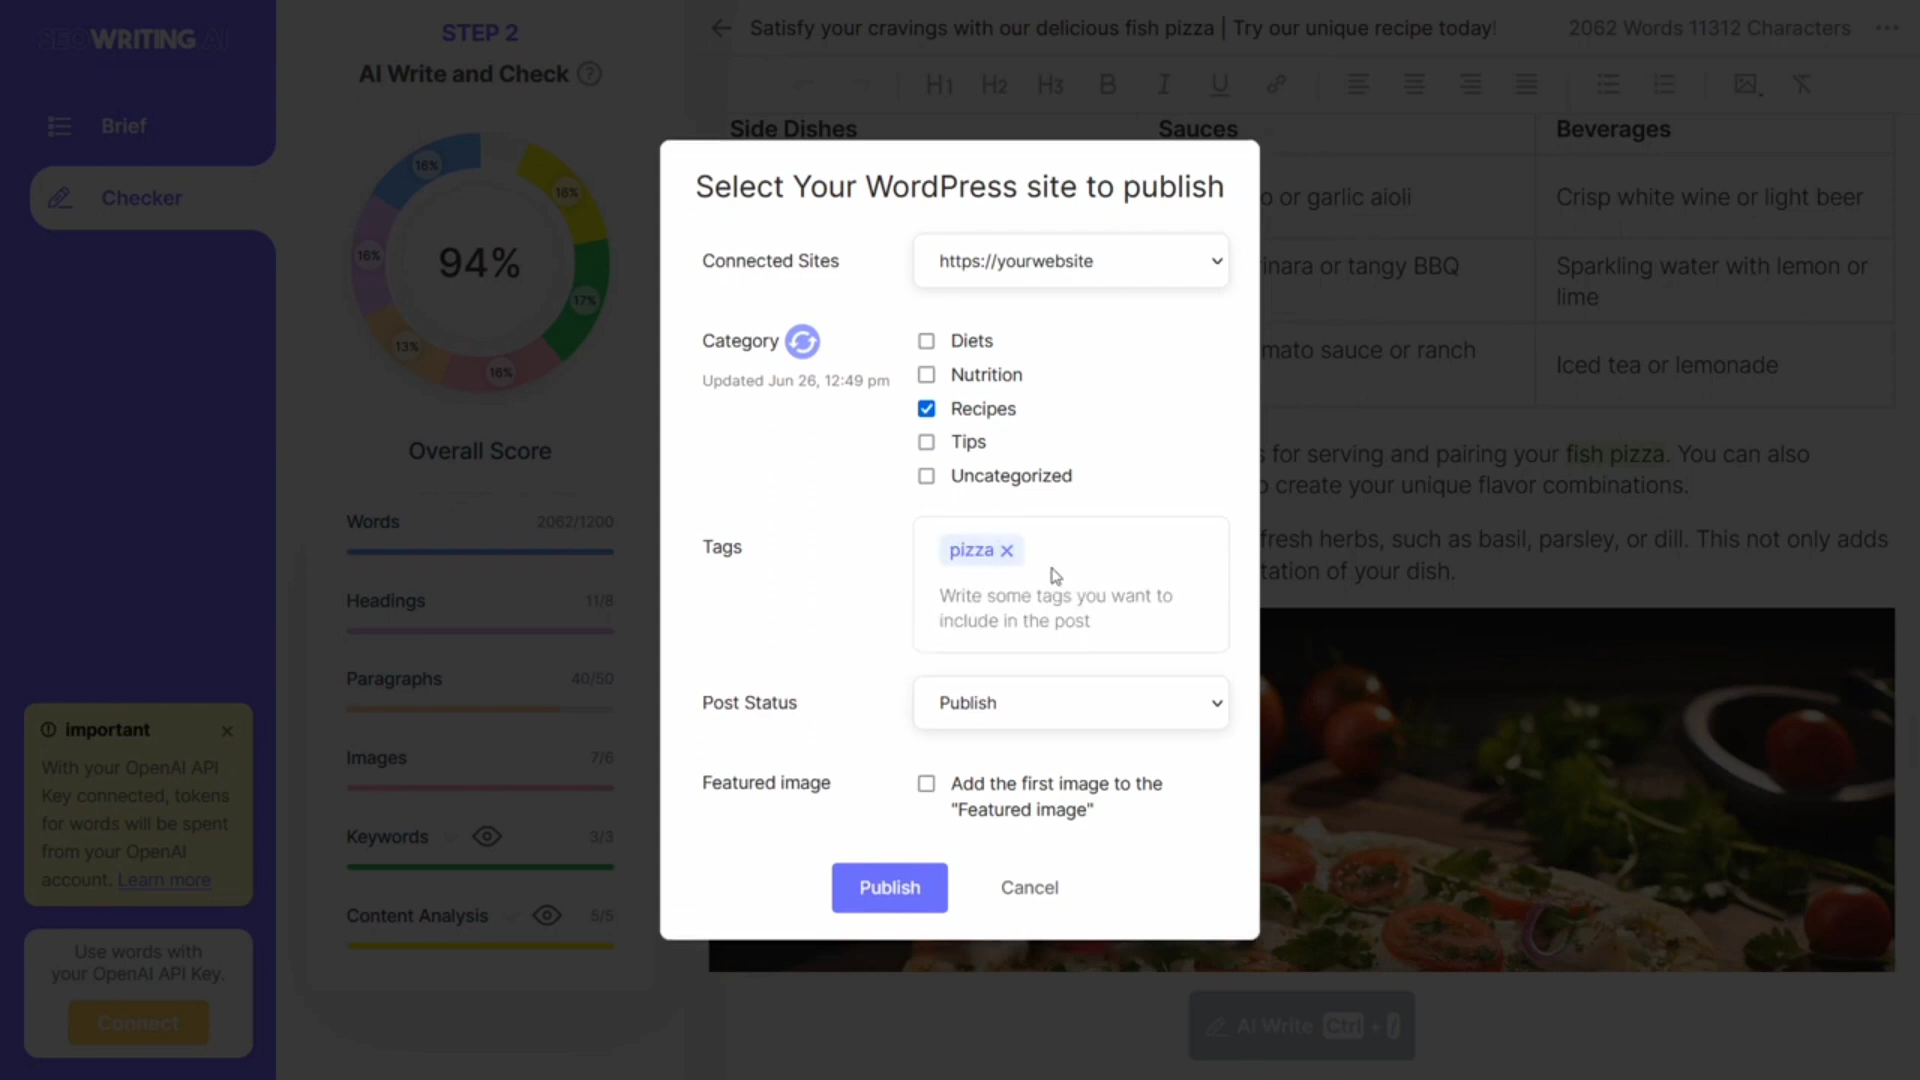 SEOWRITING AI
Brief
Checker
important
With your OpenAI API
Key connected, tokens
for words will be spent
from your OpenAI
account. Learn more
Use words with
your OpenAI API Key.
Connect
STEP 2
AI Write and Check ?
16%
16%
16%
94%
17%
13%
16%
Overall Score
Words 2062/1200
Headings 11/8
Paragraphs 40/50
Images 7/6
Keywords 3/3
Content Analysis 5/5
Satisfy your cravings with our delicious fish pizza | Try our unique recipe today! 2062 Words 11312 Characters
H1 H2 H3 B I U
Side Dishes Sauces Beverages
o or garlic aioli Crisp white wine or light beer
inara or tangy BBQ Sparkling water with lemon or
lime
mato sauce or ranch Iced tea or lemonade
s for serving and pairing your fish pizza. You can also
o create your unique flavor combinations.
fresh herbs, such as basil, parsley, or dill. This not only adds
tation of your dish.
AI Write Ctrl + /
Select Your WordPress site to publish
Connected Sites https://yourwebsite
Category
Updated Jun 26, 12:49 pm
Diets
Nutrition
Recipes
Tips
Uncategorized
Tags
pizza
Write some tags you want to
include in the post
Post Status Publish
Featured image Add the first image to the
"Featured image"
Publish Cancel